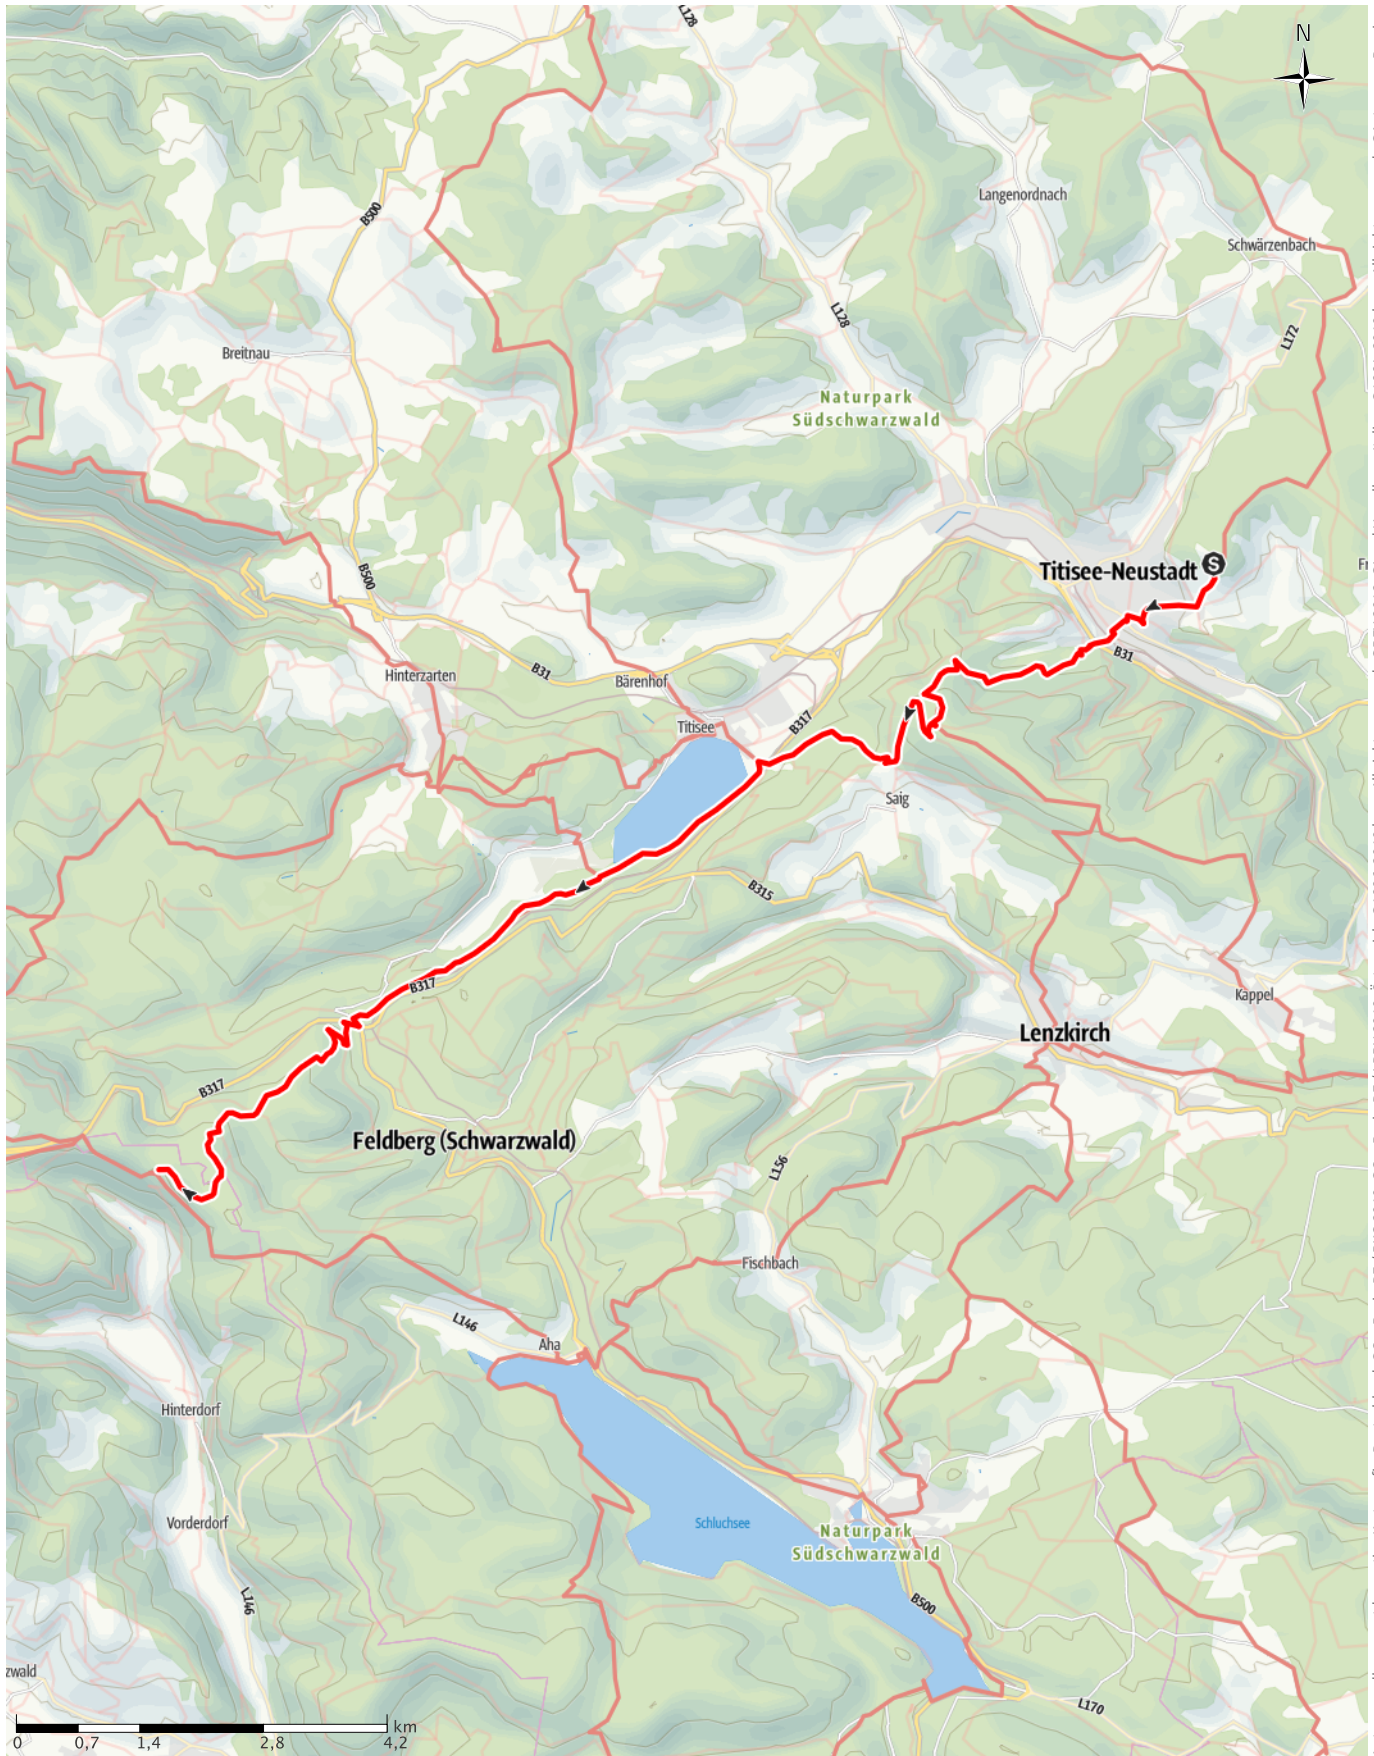 L128
N
Langenordnach
B500
Schwärzenbach
L128
L172
Breitnau
Naturpark
Südschwarzwald
B500
Titisee-Neustadt
S
B31
B31
Hinterzarten
Bärenhof
Titisee
B317
Saig
B315
B317
Kappel
Lenzkirch
B317
Feldberg (Schwarzwald)
L156
Fischbach
L146
Aha
Hinterdorf
Schluchsee
Vorderdorf
Naturpark
Südschwarzwald
L146
B500
zwald
L170
km
0 0,7 1,4 2,8 4,2